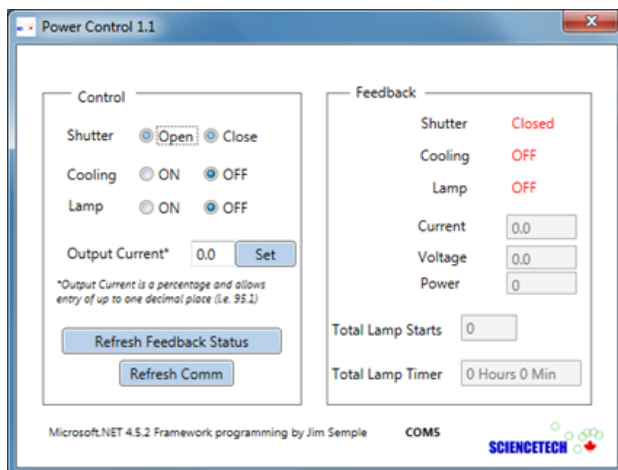 Power Control 1.1
Control
Shutter Open Close
Cooling ON OFF
Lamp ON OFF
Output Current* 0.0 Set
*Output Current is a percentage and allows
entry of up to one decimal place (i.e. 95.1)
Refresh Feedback Status
Refresh Comm
Feedback
Shutter Closed
Cooling OFF
Lamp OFF
Current 0.0
Voltage 0.0
Power 0
Total Lamp Starts 0
Total Lamp Timer 0 Hours 0 Min
Microsoft.NET 4.5.2 Framework programming by Jim Semple COM5
SCIENCETECH